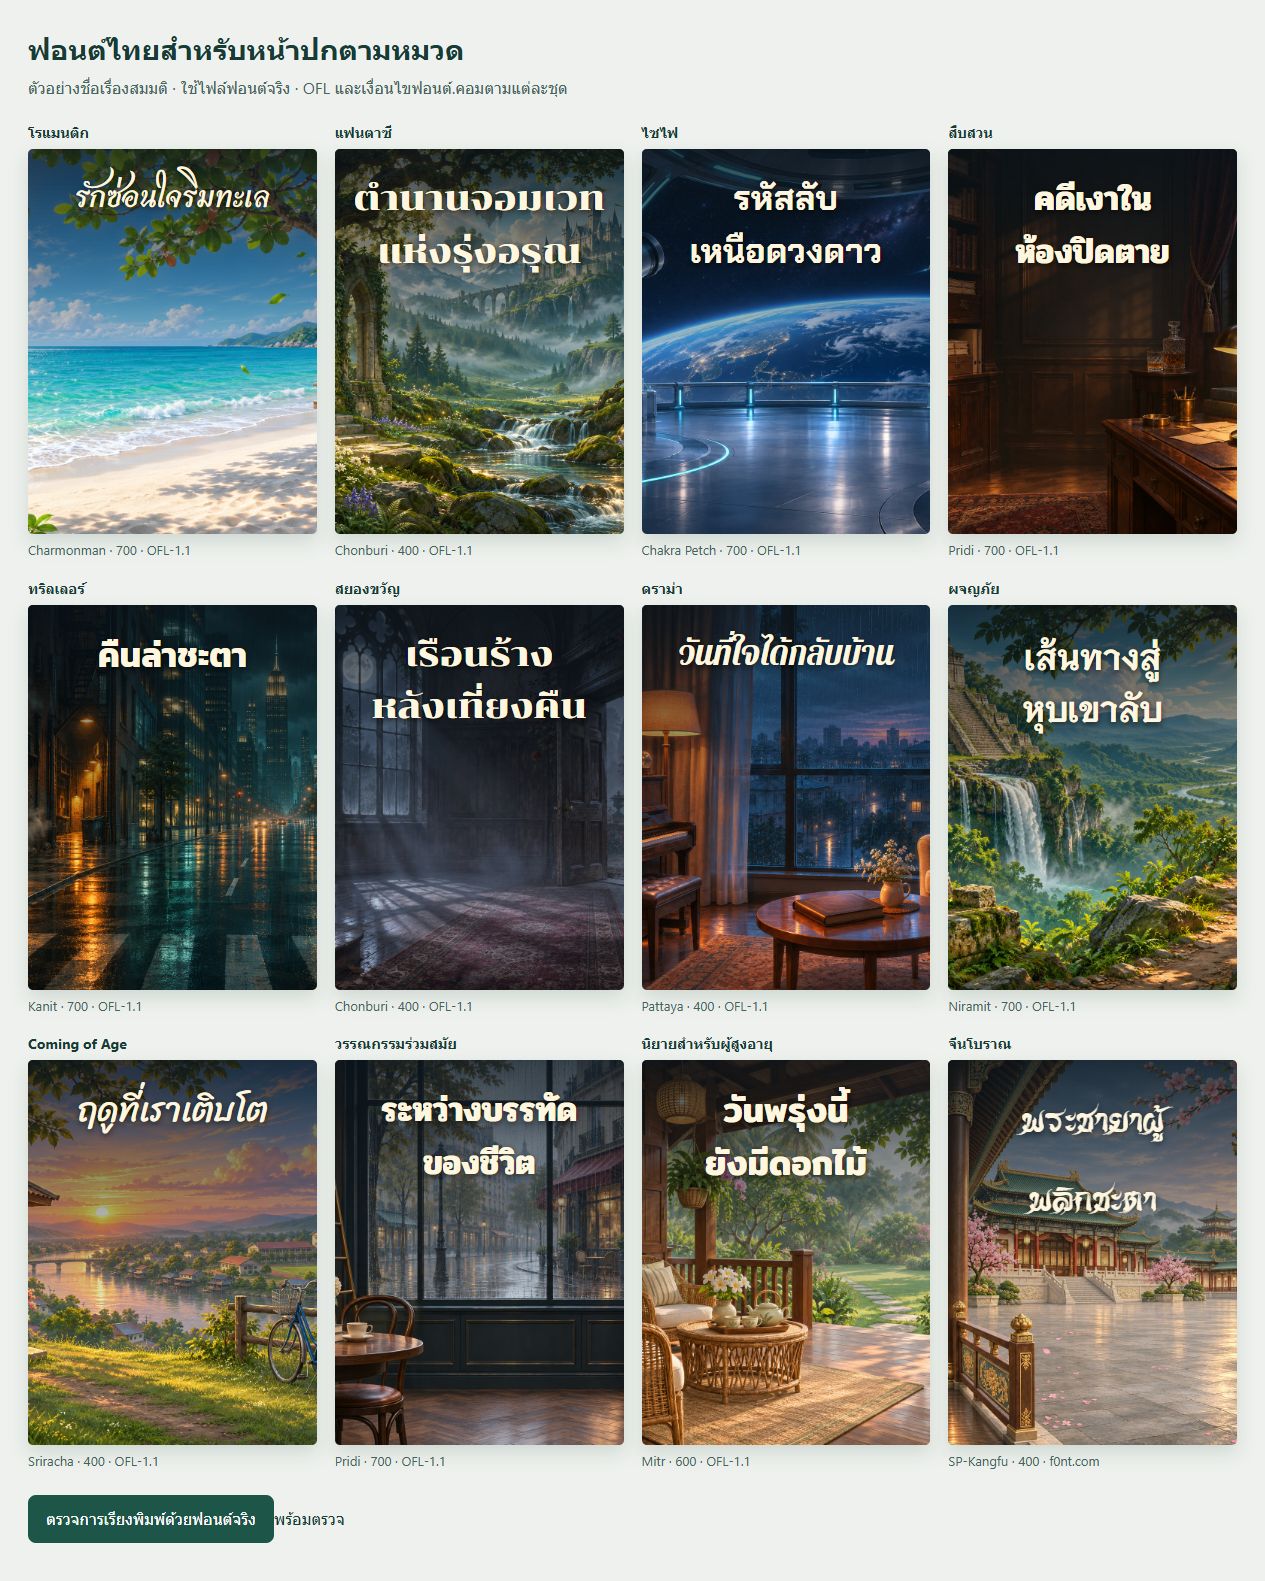 ฟอนต์ไทยสำหรับหน้าปกตามหมวด
ตัวอย่างชื่อเรื่องสมมติ · ใช้ไฟล์ฟอนต์จริง · OFL และเงื่อนไขฟอนต์.คอมตามแต่ละชุด
โรแมนติก
รักซ่อนใจริมทะเล
Charmonman · 700 · OFL-1.1
แฟนตาซี
ตำนานจอมเวท
แห่งรุ่งอรุณ
Chonburi · 400 · OFL-1.1
ไซไฟ
รหัสลับ
เหนือดวงดาว
Chakra Petch · 700 · OFL-1.1
สืบสวน
คดีเงาใน
ห้องปิดตาย
Pridi · 700 · OFL-1.1
ทริลเลอร์
คืนล่าชะตา
Kanit · 700 · OFL-1.1
สยองขวัญ
เรือนร้าง
หลังเที่ยงคืน
Chonburi · 400 · OFL-1.1
ดราม่า
วันที่ใจได้กลับบ้าน
Pattaya · 400 · OFL-1.1
ผจญภัย
เส้นทางสู่
หุบเขาลับ
Niramit · 700 · OFL-1.1
Coming of Age
ฤดูที่เราเติบโต
Sriracha · 400 · OFL-1.1
วรรณกรรมร่วมสมัย
ระหว่างบรรทัด
ของชีวิต
Pridi · 700 · OFL-1.1
นิยายสำหรับผู้สูงอายุ
วันพรุ่งนี้
ยังมีดอกไม้
Mitr · 600 · OFL-1.1
จีนโบราณ
พระชายาผู้
พลิกชะตา
SP-Kangfu · 400 · f0nt.com
ตรวจการเรียงพิมพ์ด้วยฟอนต์จริง พร้อมตรวจ